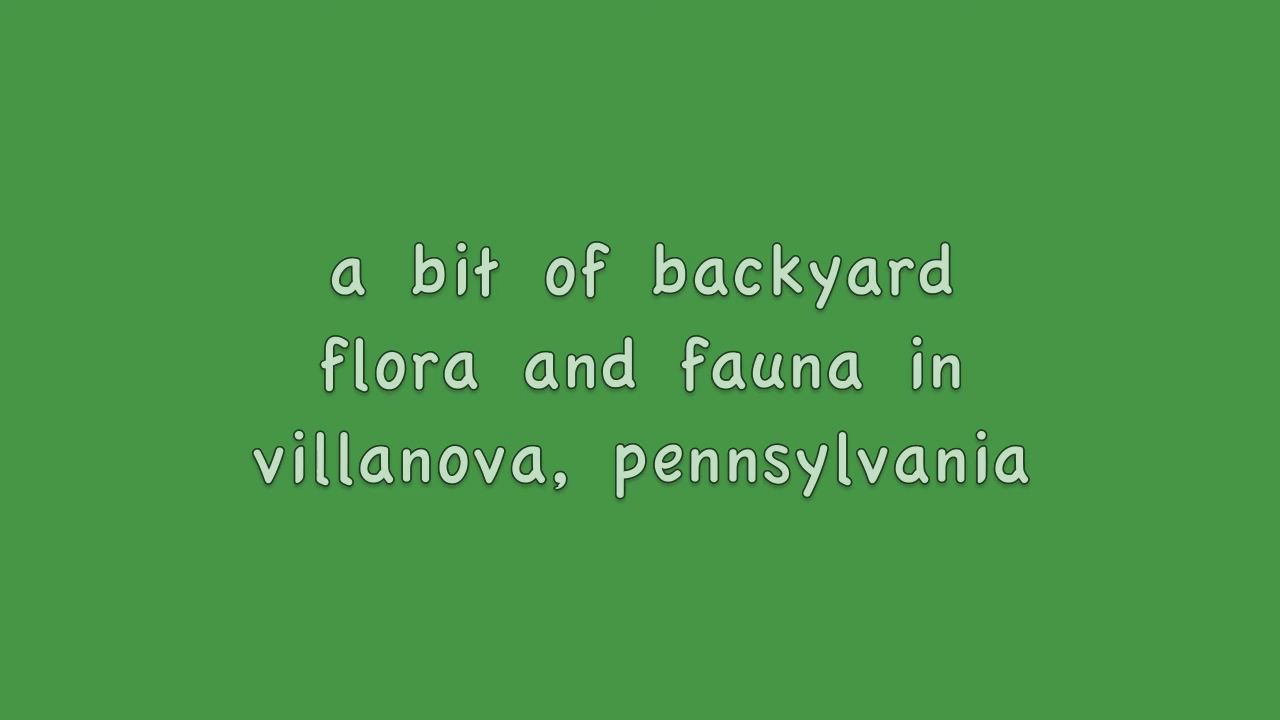 a bit of backyard
flora and fauna in
villanova, pennsylvania